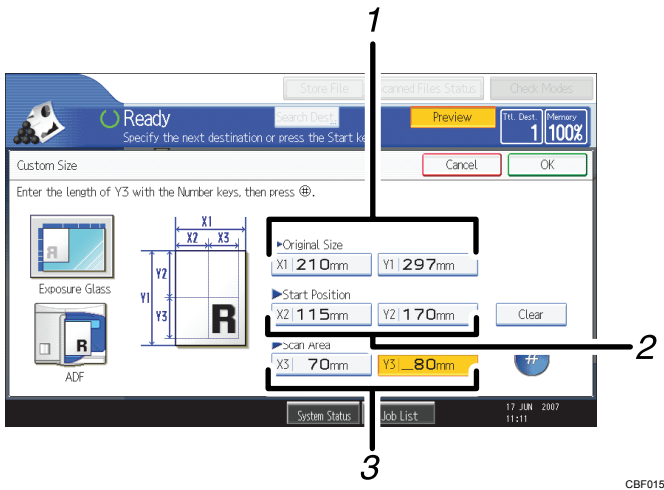 1
Store File
Scanned Files Status
Check Modes
Ready
Search Dest.
Preview
Ttl. Dest.
1
Memory
100%
Specify the next destination or press the Start ke
Custom Size
Cancel
OK
Enter the length of Y3 with the Number keys, then press ⊕.
X1
X2
X3
Y1
Y2
Y3
R
R
Exposure Glass
R
ADF
▶Original Size
X1 210mm
Y1 297mm
▶Start Position
X2 115mm
Y2 170mm
Clear
2
▶Scan Area
X3 70mm
Y3 _80mm
#
System Status
Job List
17 JUN 2007
11:11
3
CBF015